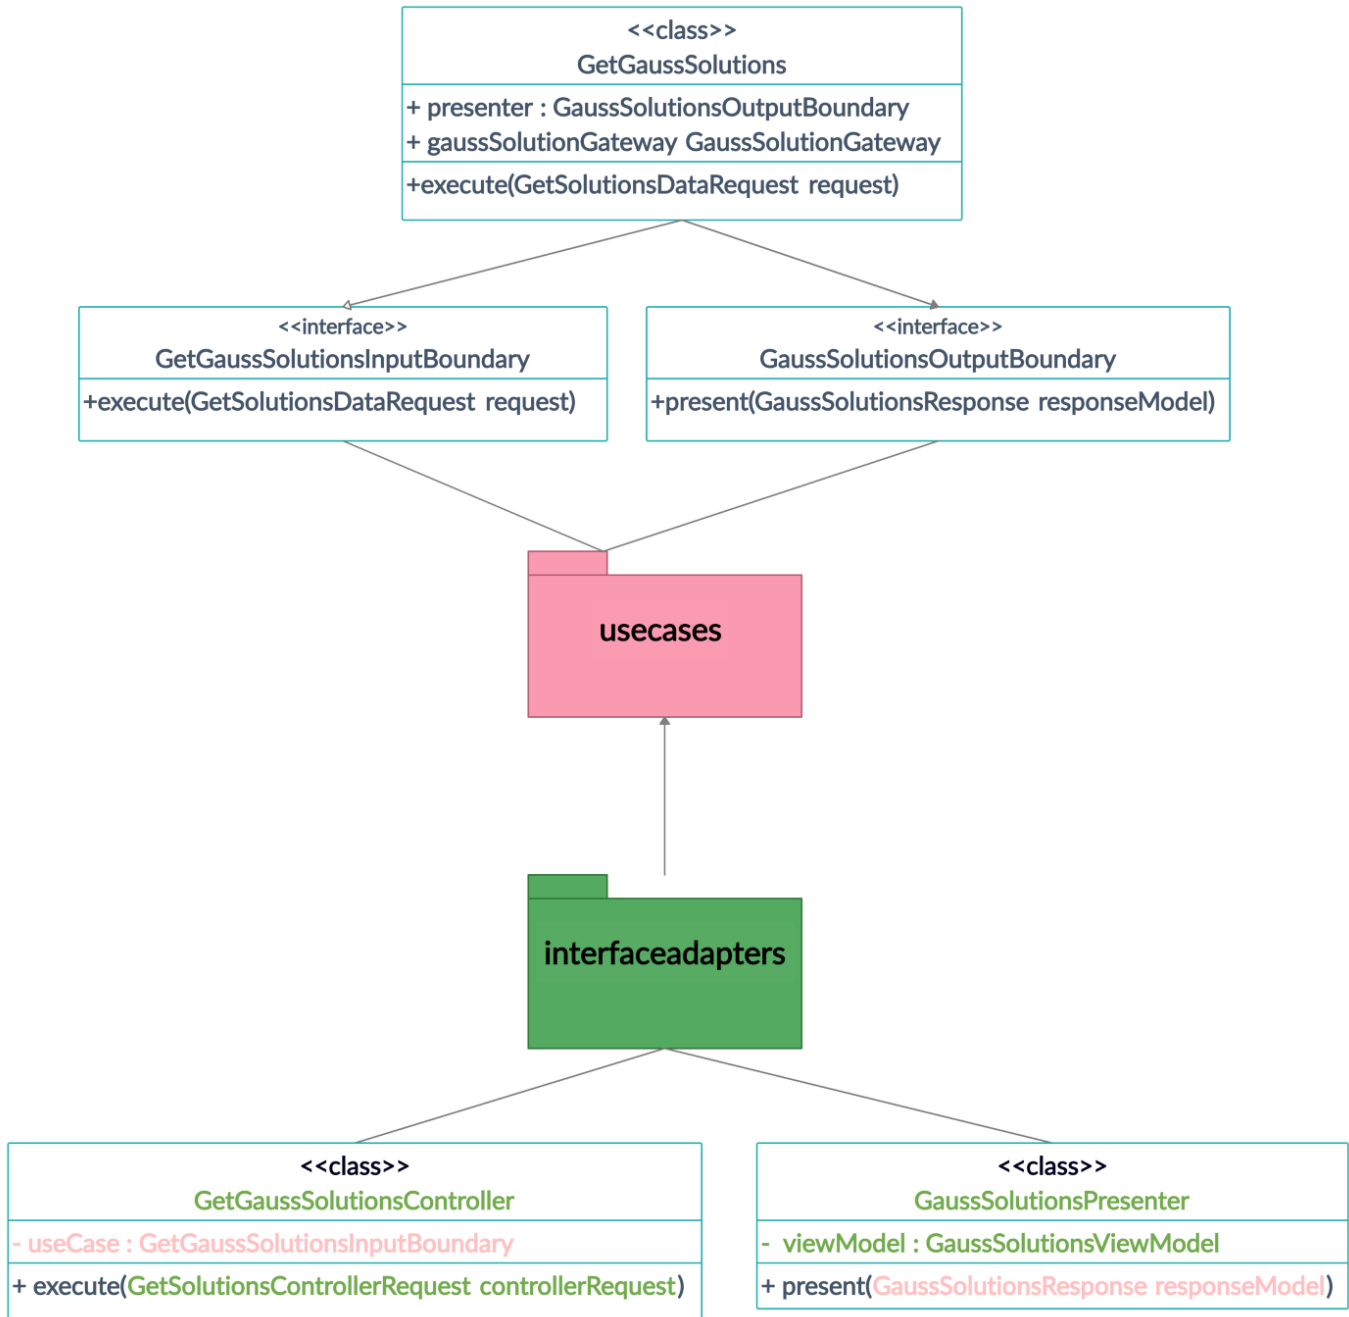 <<class>>
GetGaussSolutions
+ presenter : GaussSolutionsOutputBoundary
+ gaussSolutionGateway GaussSolutionGateway
+execute(GetSolutionsDataRequest request)
<<interface>>
GetGaussSolutionsInputBoundary
+execute(GetSolutionsDataRequest request)
<<interface>>
GaussSolutionsOutputBoundary
+present(GaussSolutionsResponse responseModel)
usecases
interfaceadapters
<<class>>
GetGaussSolutionsController
- useCase : GetGaussSolutionsInputBoundary
+ execute(GetSolutionsControllerRequest controllerRequest)
<<class>>
GaussSolutionsPresenter
- viewModel : GaussSolutionsViewModel
+ present(GaussSolutionsResponse responseModel)